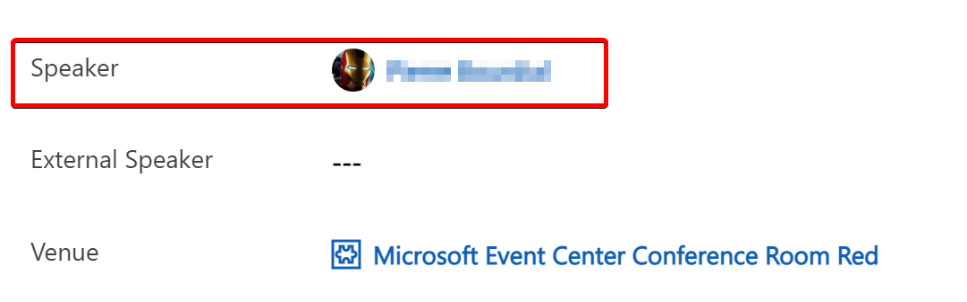 Speaker
External Speaker ---
Venue Microsoft Event Center Conference Room Red